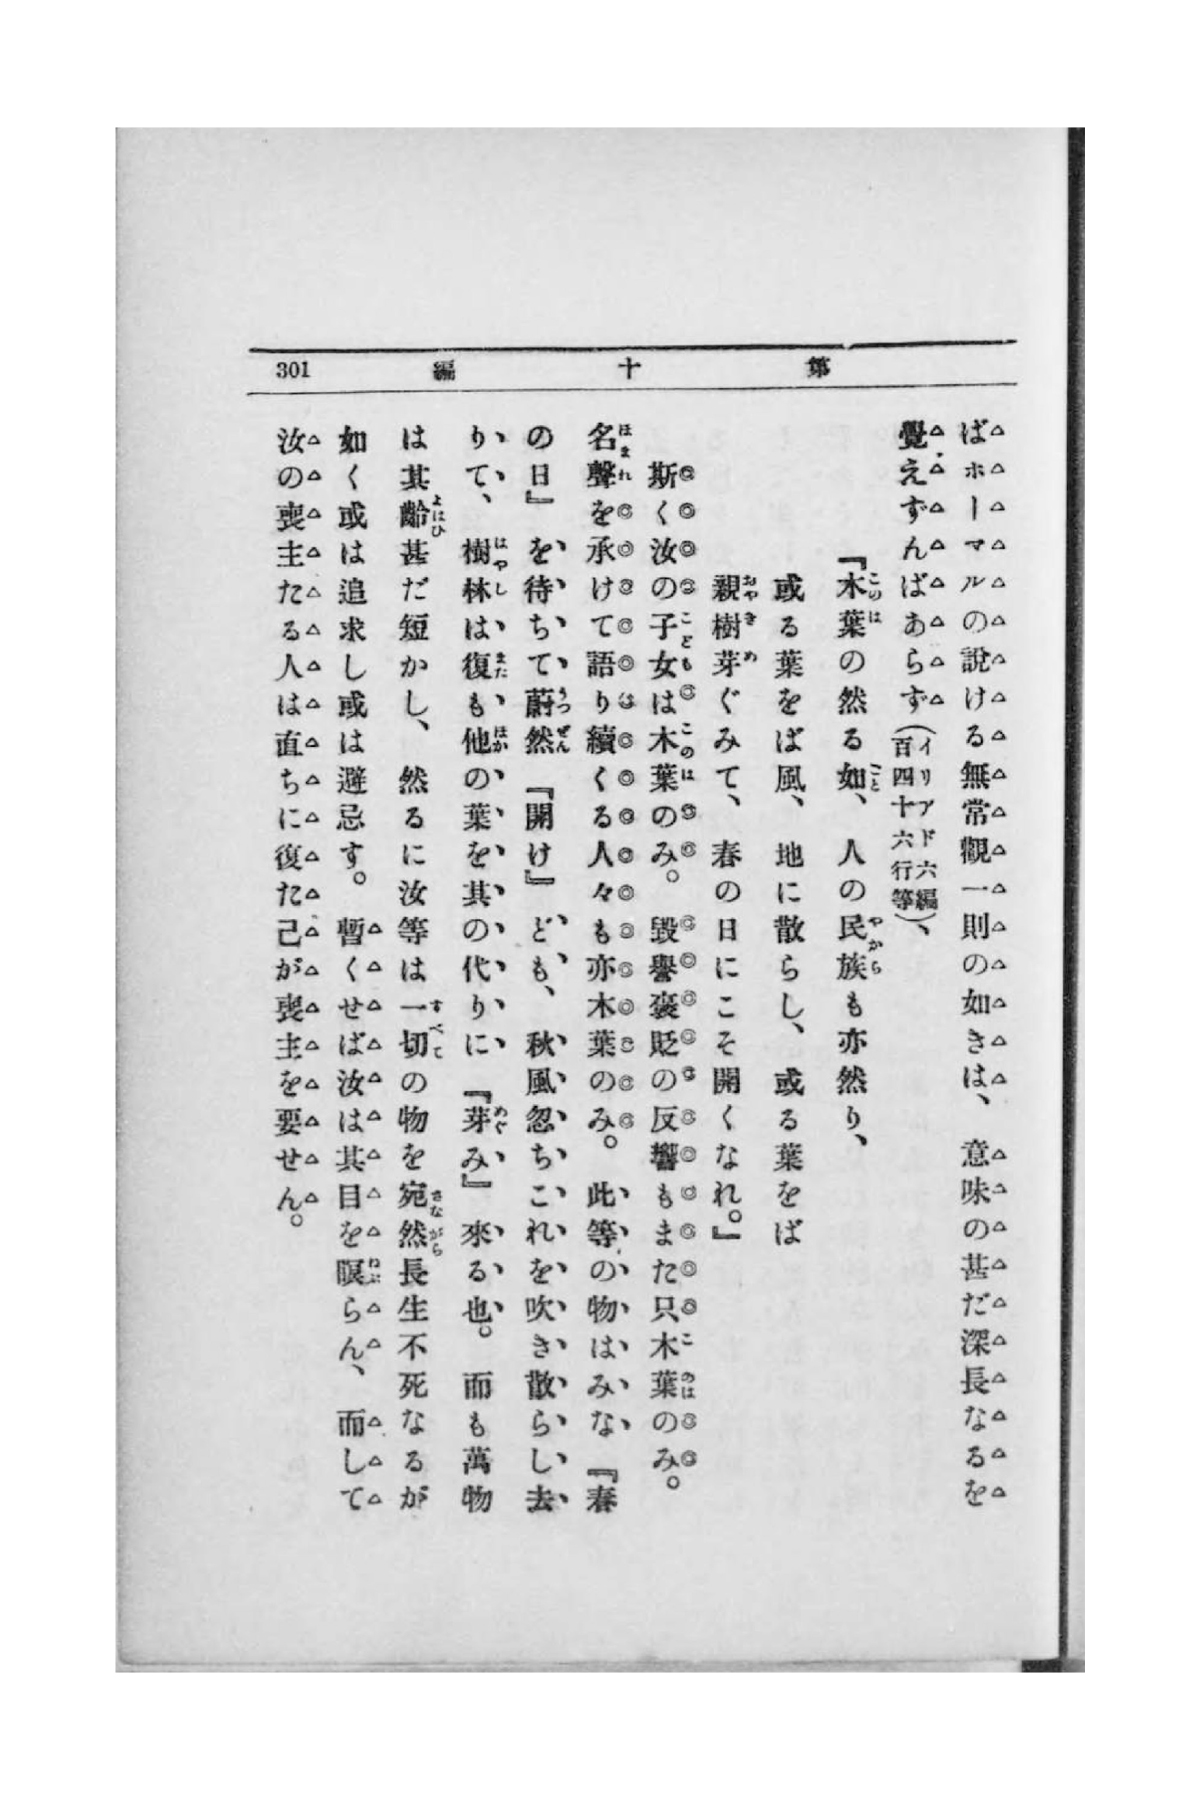 第十編 301
ばホーマルの說ける無常觀一則の如きは、意味の甚だ深長なるを
覺えずんばあらず(イリアド六編百四十六行等)、
『木葉の然る如、人の民族も亦然り、
或る葉をば風、地に散らし、或る葉をば
親樹芽ぐみて、春の日にこそ開くなれ。』
斯く汝の子女は木葉のみ。毀譽褒貶の反響もまた只木葉のみ。
名聲を承けて語り續くる人々も亦木葉のみ。此等の物はみな『春
の日』を待ちて蔚然『開け』ども、秋風忽ちこれを吹き散らし去
りて、樹林は復も他の葉を其の代りに『芽み』來る也。而も萬物
は其齡甚だ短かし、然るに汝等は一切の物を宛然長生不死なるが
如く或は追求し或は避忌す。暫くせば汝は其目を瞑らん、而して
汝の喪主たる人は直ちに復た己が喪主を要せん。